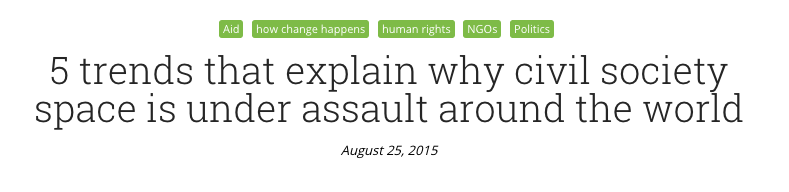 Aid how change happens human rights NGOs Politics
5 trends that explain why civil society
space is under assault around the world
August 25, 2015